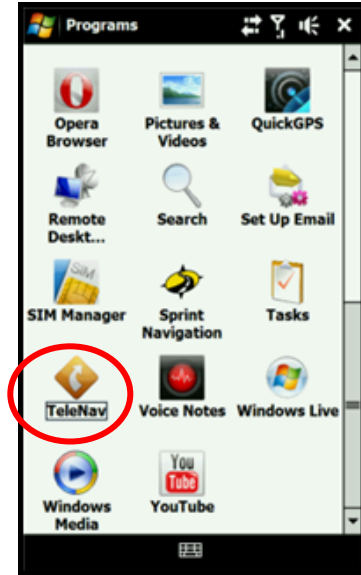 Programs
Opera
Browser
Pictures &
Videos
QuickGPS
Remote
Deskt...
Search
Set Up Email
SIM
SIM Manager
Sprint
Navigation
Tasks
TeleNav
Voice Notes
Windows Live
Windows
Media
You
Tube
YouTube